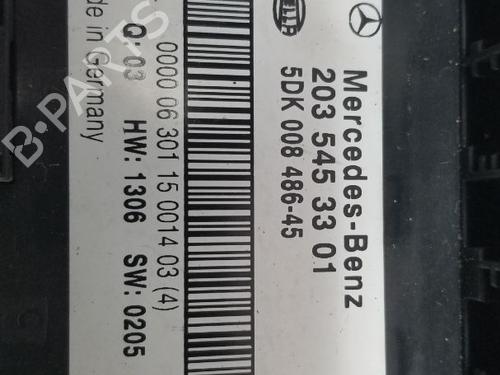 HELLA
Mercedes-Benz
203 545 33 01
5DK 008 486-45
0000 06 301 15 0014 03 (4)
Q: 03 HW: 1306 SW: 0205
de in Germany
B-PARTS